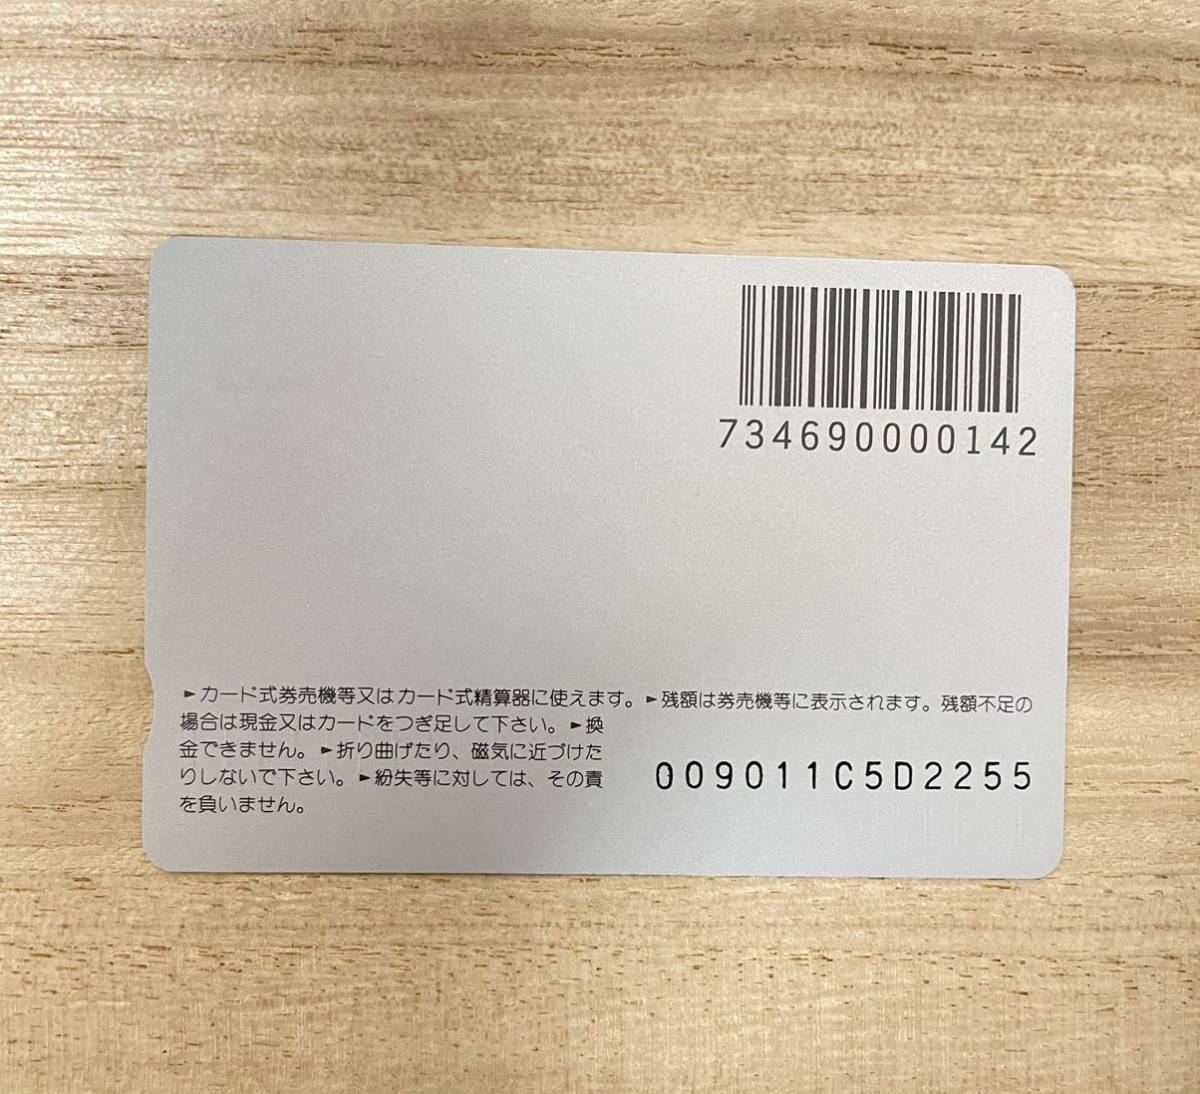 734690000142
►カード式券売機等又はカード式精算器に使えます。►残額は券売機等に表示されます。残額不足の
場合は現金又はカードをつぎ足して下さい。►換
金できません。►折り曲げたり、磁気に近づけた
りしないで下さい。►紛失等に対しては、その責
を負いません。
009011C5D2255